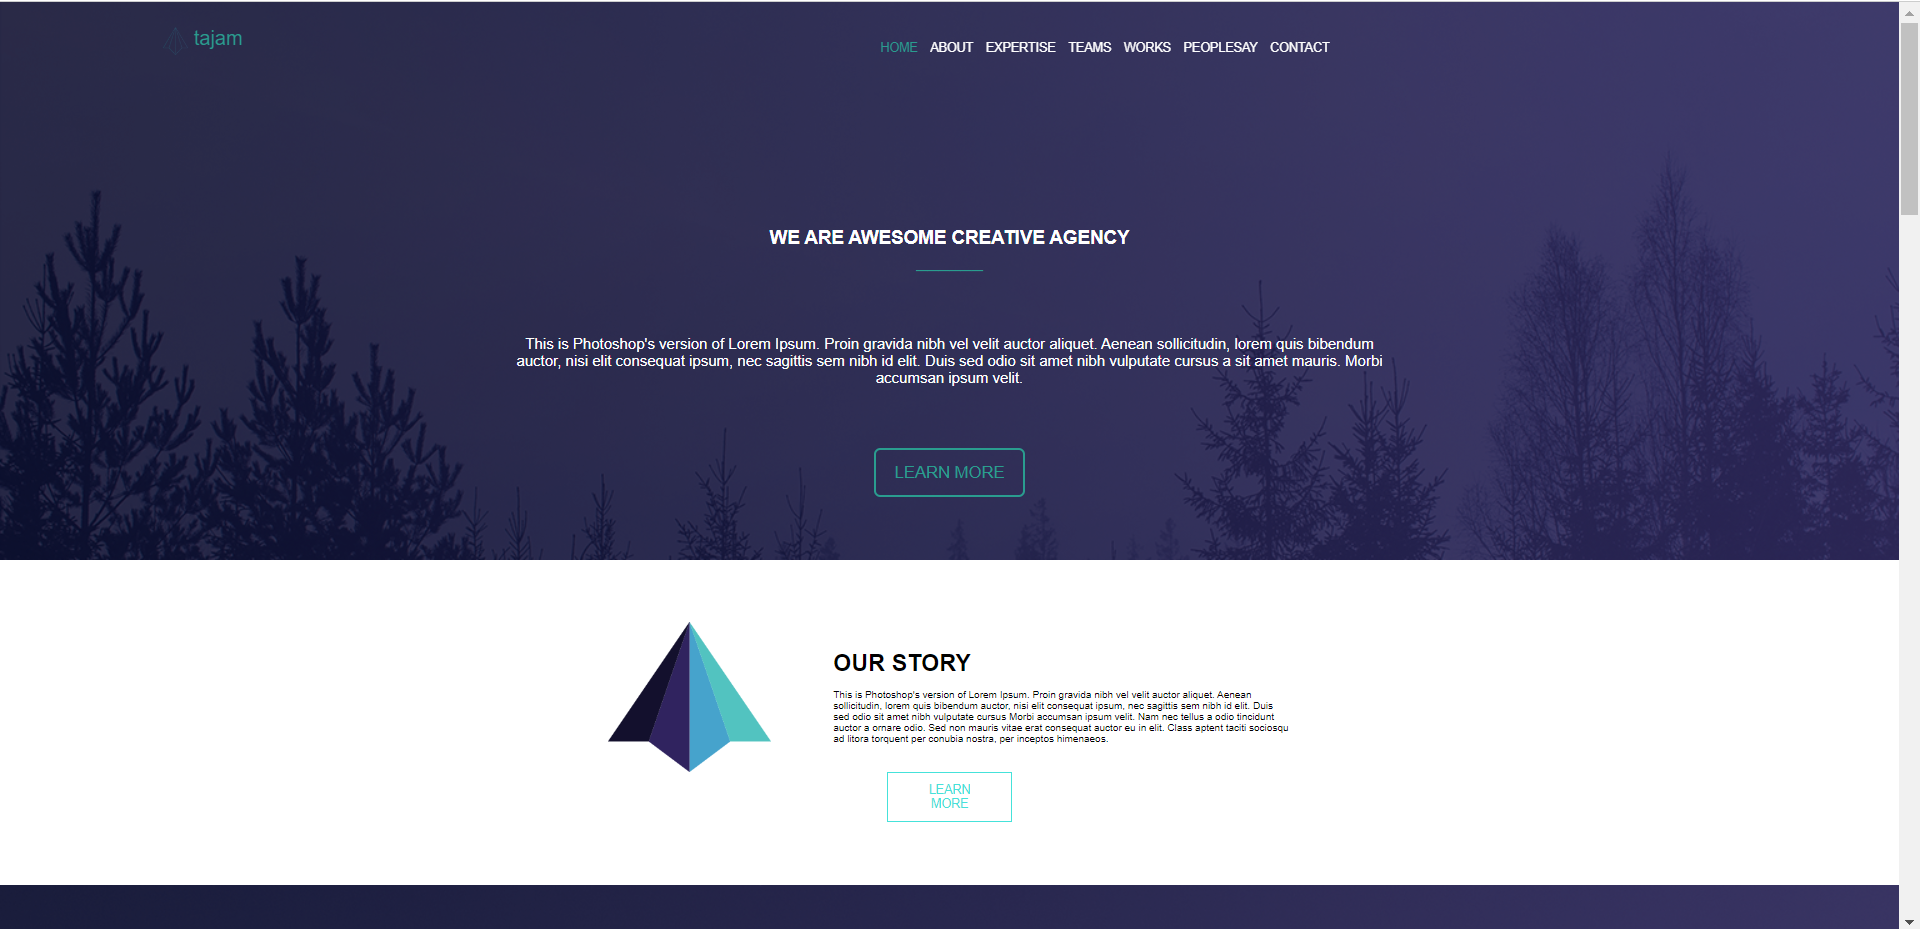 tajam
HOME ABOUT EXPERTISE TEAMS WORKS PEOPLESAY CONTACT
WE ARE AWESOME CREATIVE AGENCY
This is Photoshop's version of Lorem Ipsum. Proin gravida nibh vel velit auctor aliquet. Aenean sollicitudin, lorem quis bibendum
auctor, nisi elit consequat ipsum, nec sagittis sem nibh id elit. Duis sed odio sit amet nibh vulputate cursus a sit amet mauris. Morbi
accumsan ipsum velit.
LEARN MORE
OUR STORY
This is Photoshop's version of Lorem Ipsum. Proin gravida nibh vel velit auctor aliquet. Aenean
sollicitudin, lorem quis bibendum auctor, nisi elit consequat ipsum, nec sagittis sem nibh id elit. Duis
sed odio sit amet nibh vulputate cursus Morbi accumsan ipsum velit. Nam nec tellus a odio tincidunt
auctor a ornare odio. Sed non mauris vitae erat consequat auctor eu in elit. Class aptent taciti sociosqu
ad litora torquent per conubia nostra, per inceptos himenaeos.
LEARN
MORE